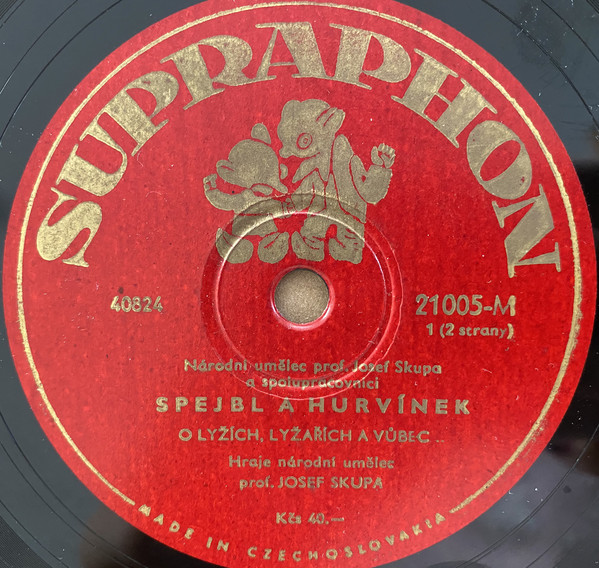 SUPRAPHON
40824
21005-M
1 (2 strany)
Národní umělec prof. Josef Skupa
a spolupracovníci
SPEJBL A HURVÍNEK
O LYŽÍCH, LYŽAŘÍCH A VŮBEC ..
Hraje národní umělec
prof. JOSEF SKUPA
Kčs 40.—
MADE IN CZECHOSLOVAKIA